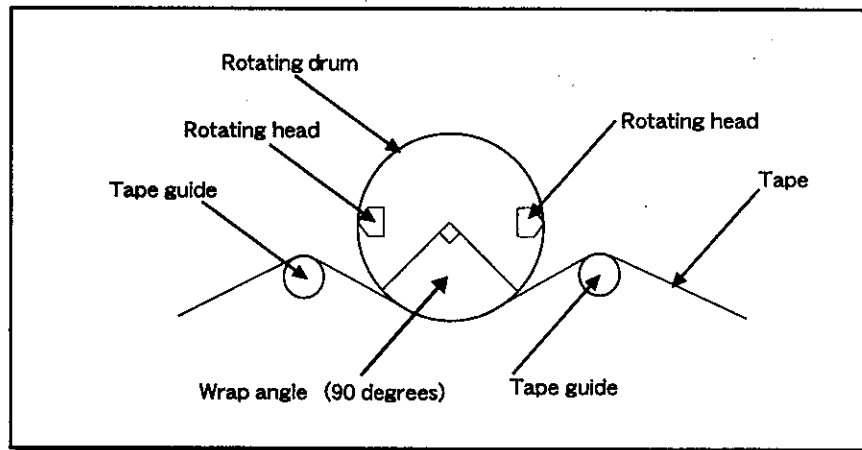 Rotating drum
Rotating head
Rotating head
Tape guide
Tape
Wrap angle (90 degrees)
Tape guide